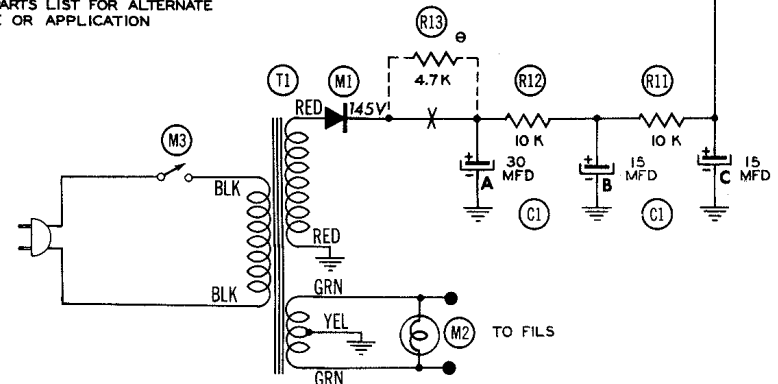 ARTS LIST FOR ALTERNATE
E OR APPLICATION
R13
Θ
4.7K
T1
M1
R12
R11
RED
145V
X
10 K
10 K
M3
BLK
+
-
A
30
MFD
+
-
B
15
MFD
+
-
C
15
MFD
C1
C1
RED
BLK
GRN
YEL
M2
TO FILS
GRN